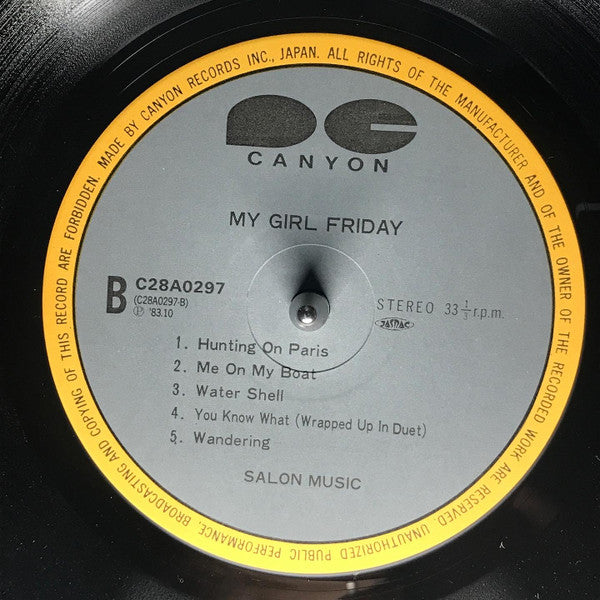 MADE BY CANYON RECORDS INC., JAPAN. ALL RIGHTS OF THE MANUFACTURER AND OF THE OWNER OF THE RECORDED WORK ARE RESERVED. UNAUTHORIZED PUBLIC PERFORMANCE, BROADCASTING AND COPYING OF THIS RECORD ARE FORBIDDEN.
CANYON
MY GIRL FRIDAY
B C28A0297
(C28A0297-B)
Ⓟ '83.10
STEREO 33 1/3 r.p.m.
JASRAC
1. Hunting On Paris
2. Me On My Boat
3. Water Shell
4. You Know What (Wrapped Up In Duet)
5. Wandering
SALON MUSIC